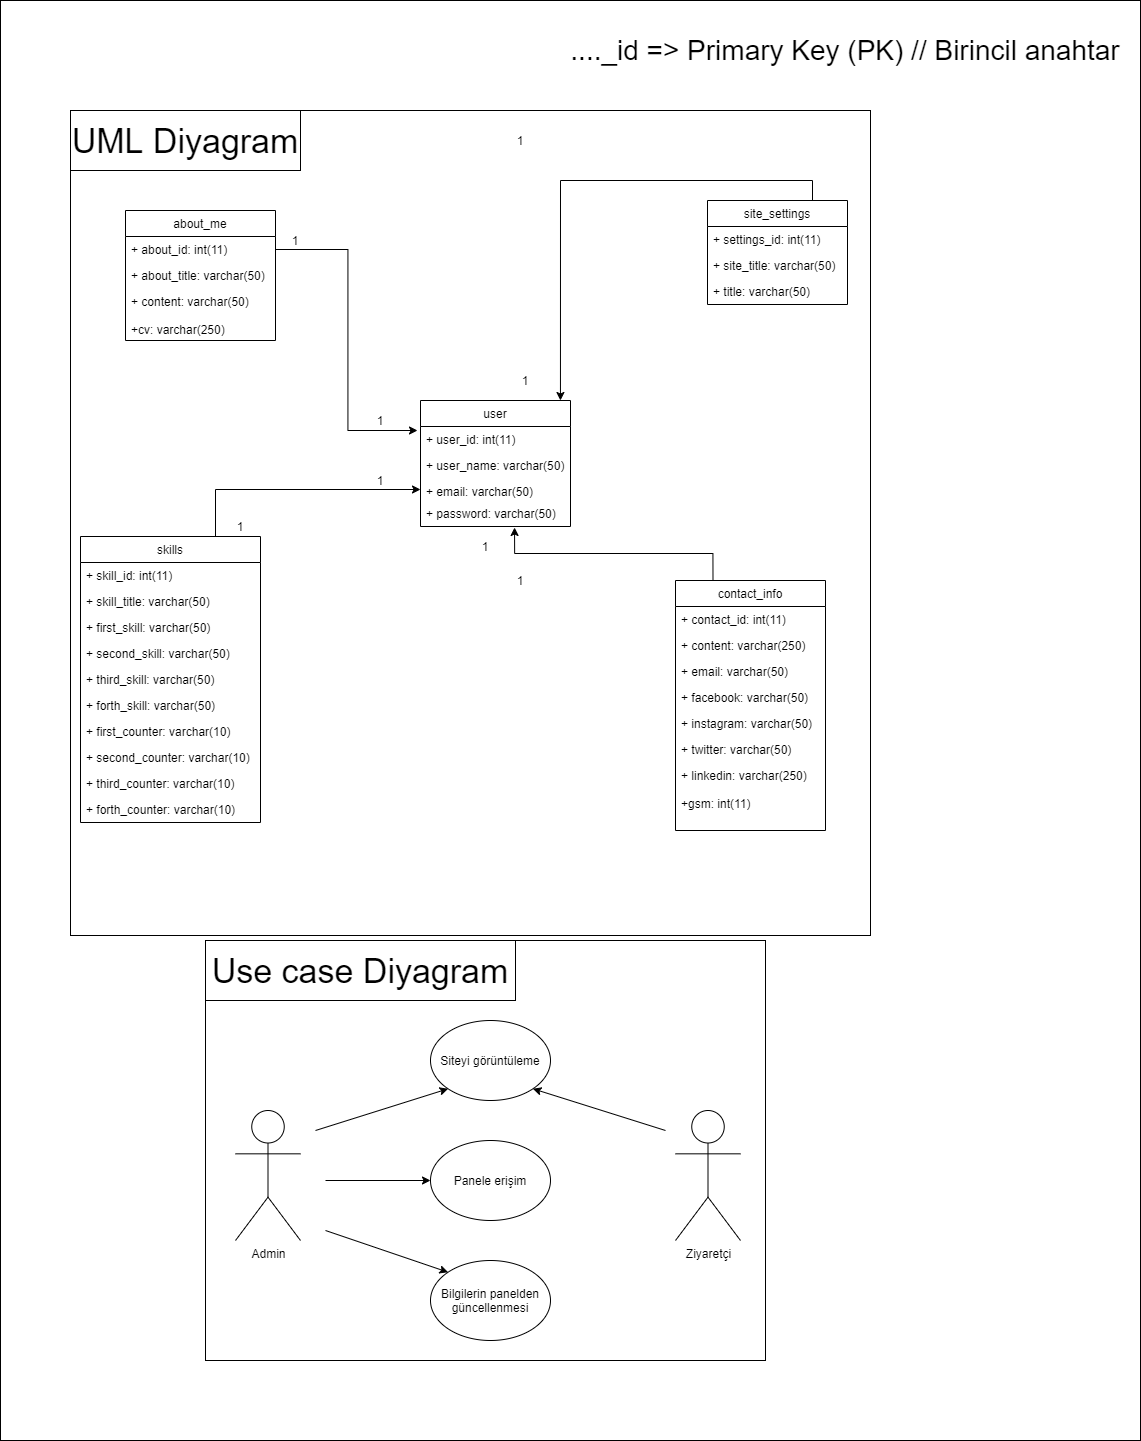 ...._id => Primary Key (PK) // Birincil anahtar
UML Diyagram
1
about_me
+ about_id: int(11)
+ about_title: varchar(50)
+ content: varchar(50)
+cv: varchar(250)
1
site_settings
+ settings_id: int(11)
+ site_title: varchar(50)
+ title: varchar(50)
1
1
user
+ user_id: int(11)
+ user_name: varchar(50)
+ email: varchar(50)
+ password: varchar(50)
1
1
1
1
skills
+ skill_id: int(11)
+ skill_title: varchar(50)
+ first_skill: varchar(50)
+ second_skill: varchar(50)
+ third_skill: varchar(50)
+ forth_skill: varchar(50)
+ first_counter: varchar(10)
+ second_counter: varchar(10)
+ third_counter: varchar(10)
+ forth_counter: varchar(10)
contact_info
+ contact_id: int(11)
+ content: varchar(250)
+ email: varchar(50)
+ facebook: varchar(50)
+ instagram: varchar(50)
+ twitter: varchar(50)
+ linkedin: varchar(250)
+gsm: int(11)
Use case Diyagram
Siteyi görüntüleme
Panele erişim
Admin
Ziyaretçi
Bilgilerin panelden
güncellenmesi